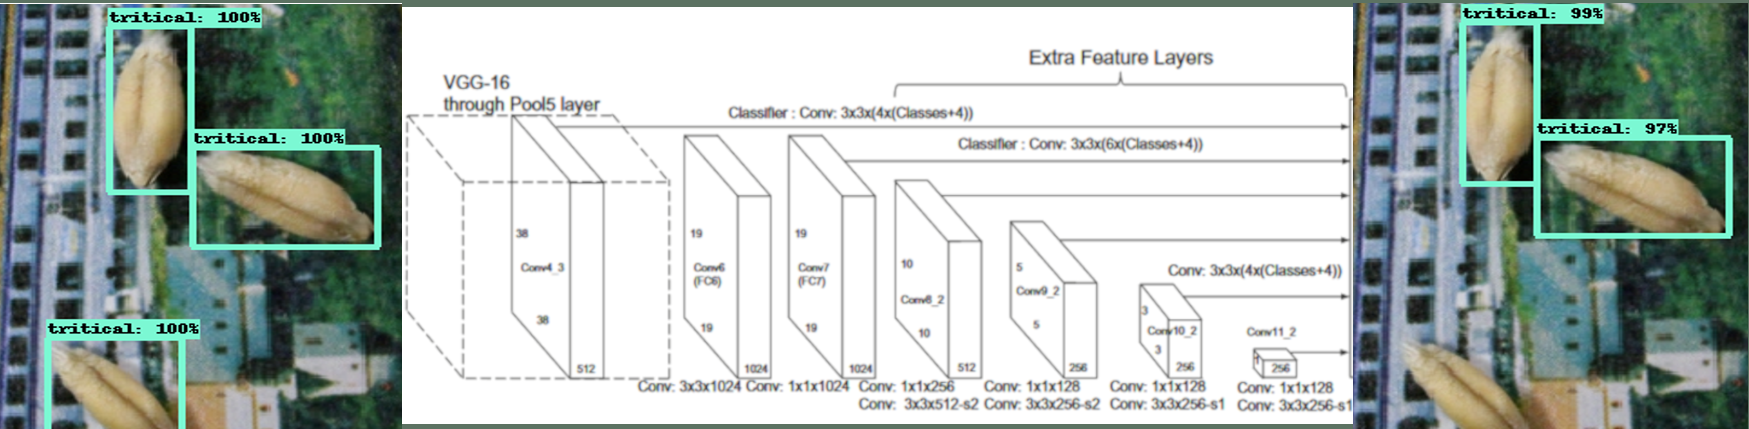 tritical: 100%
tritical: 100%
tritical: 100%
VGG-16
through Pool5 layer
Extra Feature Layers
Classifier : Conv: 3x3x(4x(Classes+4))
Classifier : Conv: 3x3x(6x(Classes+4))
Conv: 3x3x(4x(Classes+4))
38
Conv4_3
38
512
19
Conv6
(FC6)
19
1024
19
Conv7
(FC7)
19
1024
10
Conv8_2
10
512
5
Conv9_2
5
256
3
Conv10_2
3
256
Conv11_2
256
Conv: 3x3x1024
Conv: 1x1x1024
Conv: 1x1x256
Conv: 3x3x512-s2
Conv: 1x1x128
Conv: 3x3x256-s2
Conv: 1x1x128
Conv: 3x3x256-s1
Conv: 1x1x128
Conv: 3x3x256-s1
tritical: 99%
tritical: 97%